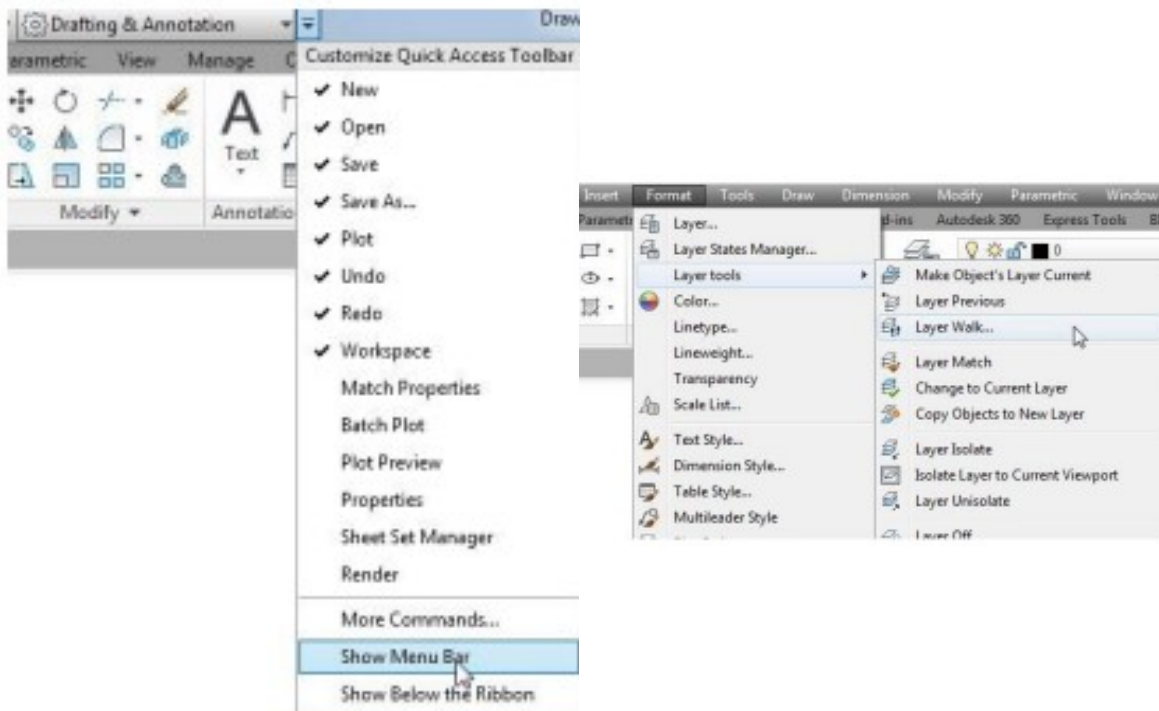 Drafting & Annotation
Draw
arametric View Manage
Text
Modify
Annotatio
Customize Quick Access Toolbar
New
Open
Save
Save As...
Plot
Undo
Redo
Workspace
Match Properties
Batch Plot
Plot Preview
Properties
Sheet Set Manager
Render
More Commands...
Show Menu Bar
Show Below the Ribbon
Insert Format Tools Draw Dimension Modify Parametric Window
Parametr
d-ins Autodesk 360 Express Tools
0
Layer...
Layer States Manager...
Layer tools
Color...
Linetype...
Lineweight...
Transparency
Scale List...
Text Style...
Dimension Style...
Table Style...
Multileader Style
Make Object's Layer Current
Layer Previous
Layer Walk...
Layer Match
Change to Current Layer
Copy Objects to New Layer
Layer Isolate
Isolate Layer to Current Viewport
Layer Unisolate
Layer Off